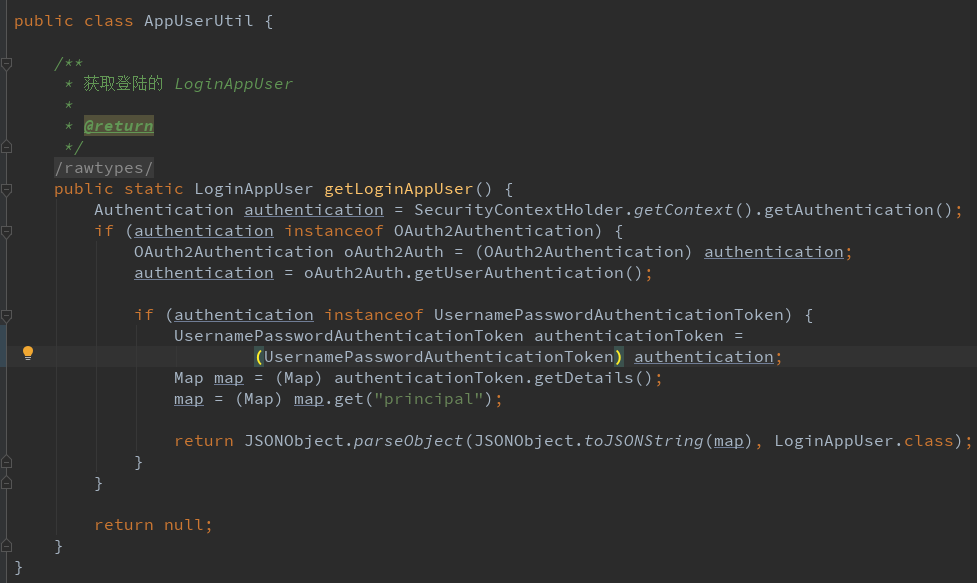 public class AppUserUtil {
/**
* 获取登陆的 LoginAppUser
*
* @return
*/
/rawtypes/
public static LoginAppUser getLoginAppUser() {
Authentication authentication = SecurityContextHolder.getContext().getAuthentication();
if (authentication instanceof OAuth2Authentication) {
OAuth2Authentication oAuth2Auth = (OAuth2Authentication) authentication;
authentication = oAuth2Auth.getUserAuthentication();
if (authentication instanceof UsernamePasswordAuthenticationToken) {
UsernamePasswordAuthenticationToken authenticationToken =
(UsernamePasswordAuthenticationToken) authentication;
Map map = (Map) authenticationToken.getDetails();
map = (Map) map.get("principal");
return JSONObject.parseObject(JSONObject.toJSONString(map), LoginAppUser.class);
}
}
return null;
}
}